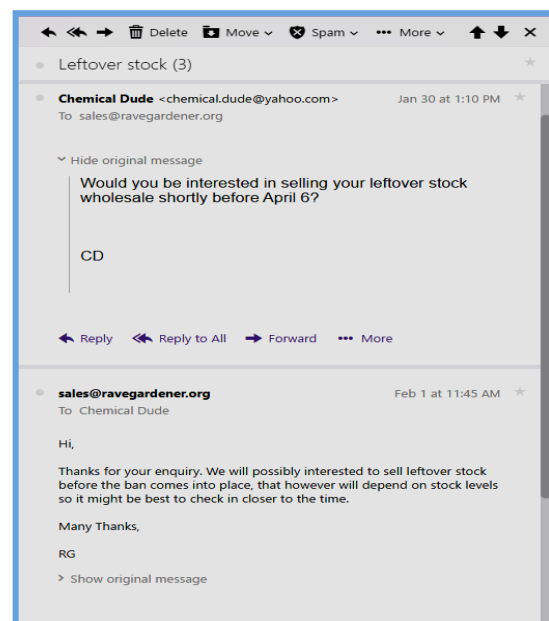 Delete Move Spam More
Leftover stock (3)
Chemical Dude <chemical.dude@yahoo.com> Jan 30 at 1:10 PM
To sales@ravegardener.org
Hide original message
Would you be interested in selling your leftover stock
wholesale shortly before April 6?
CD
Reply Reply to All Forward More
sales@ravegardener.org Feb 1 at 11:45 AM
To Chemical Dude
Hi,
Thanks for your enquiry. We will possibly interested to sell leftover stock
before the ban comes into place, that however will depend on stock levels
so it might be best to check in closer to the time.
Many Thanks,
RG
Show original message